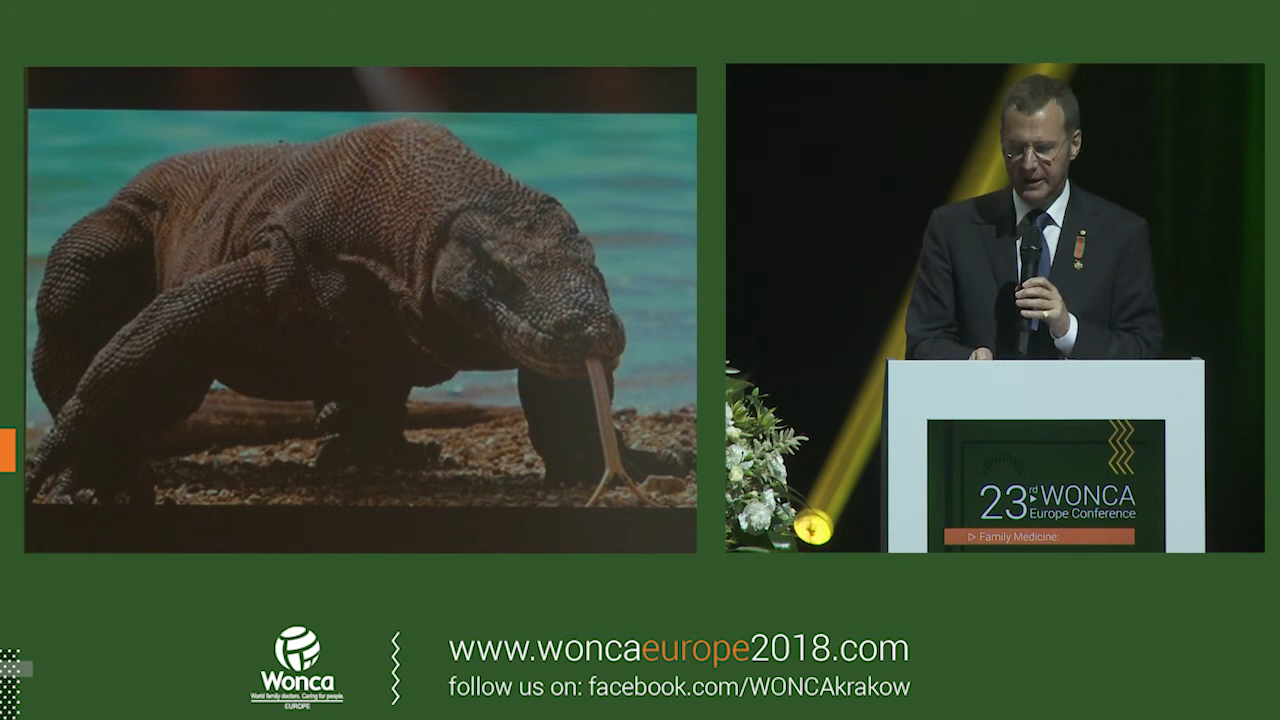 23rd WONCA
Europe Conference
Family Medicine:
Wonca
World family doctors. Caring for people.
EUROPE
www.woncaeurope2018.com
follow us on: facebook.com/WONCAkrakow